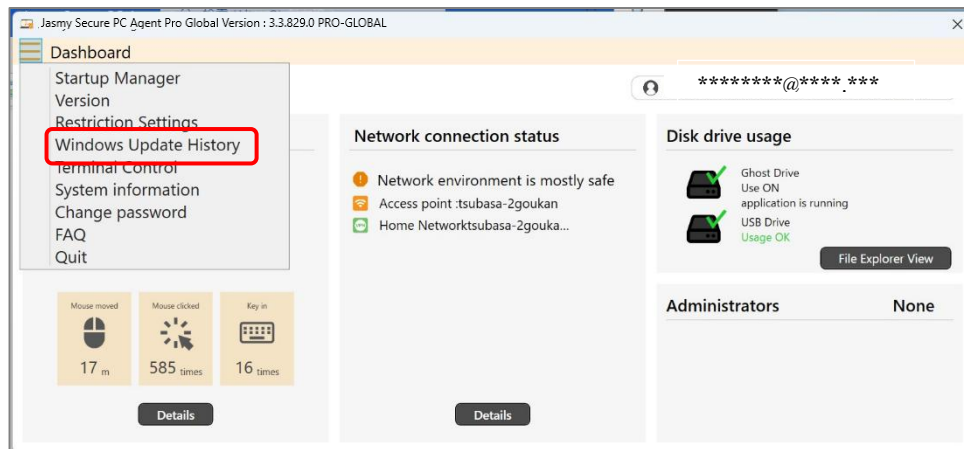 Jasmy Secure PC Agent Pro Global Version : 3.3.829.0 PRO-GLOBAL
Dashboard
Startup Manager
Version
Restriction Settings
Windows Update History
Terminal Control
System information
Change password
FAQ
Quit
********@****.***
Mouse moved
17 m
Mouse clicked
585 times
Key in
16 times
Details
Network connection status
Network environment is mostly safe
Access point :tsubasa-2goukan
Home Networktsubasa-2gouka...
Details
Disk drive usage
Ghost Drive
Use ON
application is running
USB Drive
Usage OK
File Explorer View
Administrators None